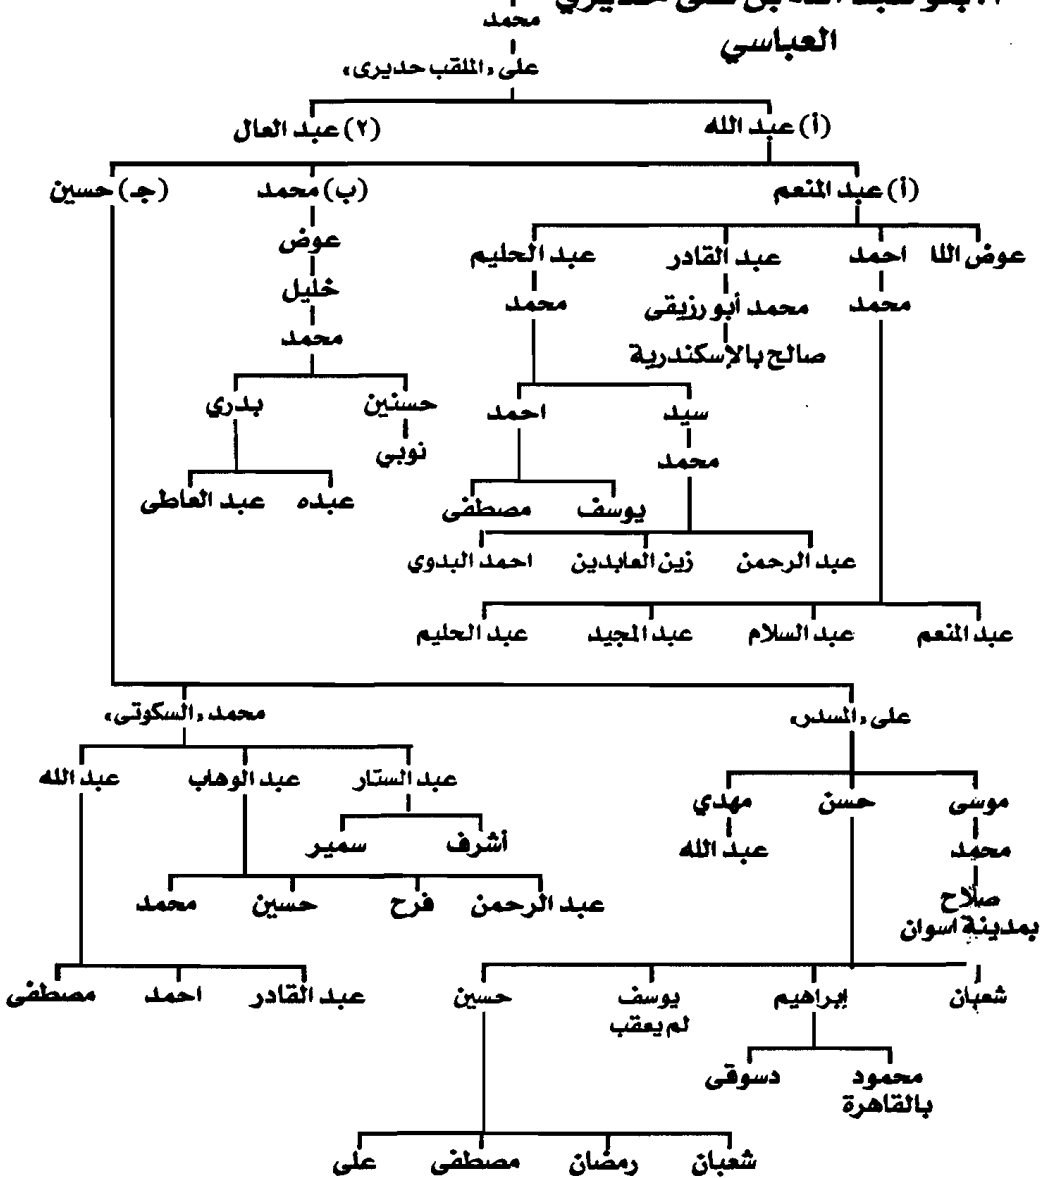 العباسي
محمد
على «الملقب حديرى»
(أ) عبد الله (٢) عبد العال
(أ) عبد المنعم (ب) محمد (جـ) حسين
عوض
عوض اللا احمد عبد القادر عبد الحليم
خليل
محمد محمد أبو رزيقى محمد
محمد
صالح بالإسكندرية
حسنين بدري
سيد احمد
نوبي
محمد
عبده عبد العاطى
يوسف مصطفى
عبد الرحمن زين العابدين احمد البدوي
عبد المنعم عبد السلام عبد المجيد عبد الحليم
على «المسدر» محمد «السكوتى»
عبد الستار عبد الوهاب عبد الله
موسى حسن مهدي
أشرف سمير
محمد عبد الله
صلاح
عبد الرحمن فرح حسين محمد
بمدينة اسوان
شعبان إبراهيم يوسف حسين عبد القادر احمد مصطفى
لم يعقب
محمود دسوقى
بالقاهرة
شعبان رمضان مصطفى على